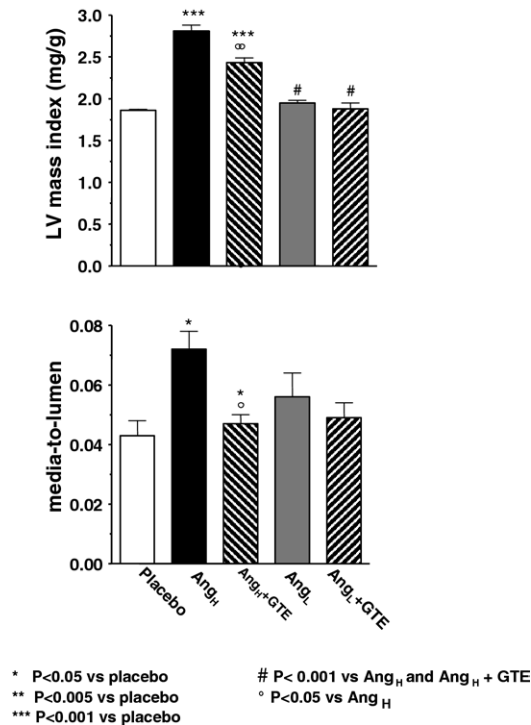 LV mass index (mg/g)
3.0
2.5
2.0
1.5
1.0
0.5
0.0
***
***
°°
#
#
media-to-lumen
0.08
0.06
0.04
0.02
0.00
*
*
°
Placebo
AngH
AngH+GTE
AngL
AngL+GTE
* P<0.05 vs placebo
** P<0.005 vs placebo
*** P<0.001 vs placebo
# P< 0.001 vs AngH and AngH + GTE
° P<0.05 vs Ang H